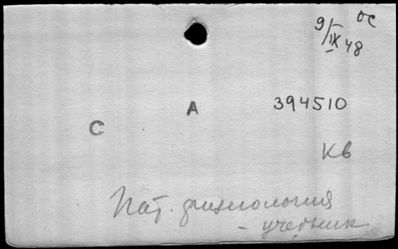 9/IX 48 ОС
394510
С А
Кв
Пат. физиология
- учебник